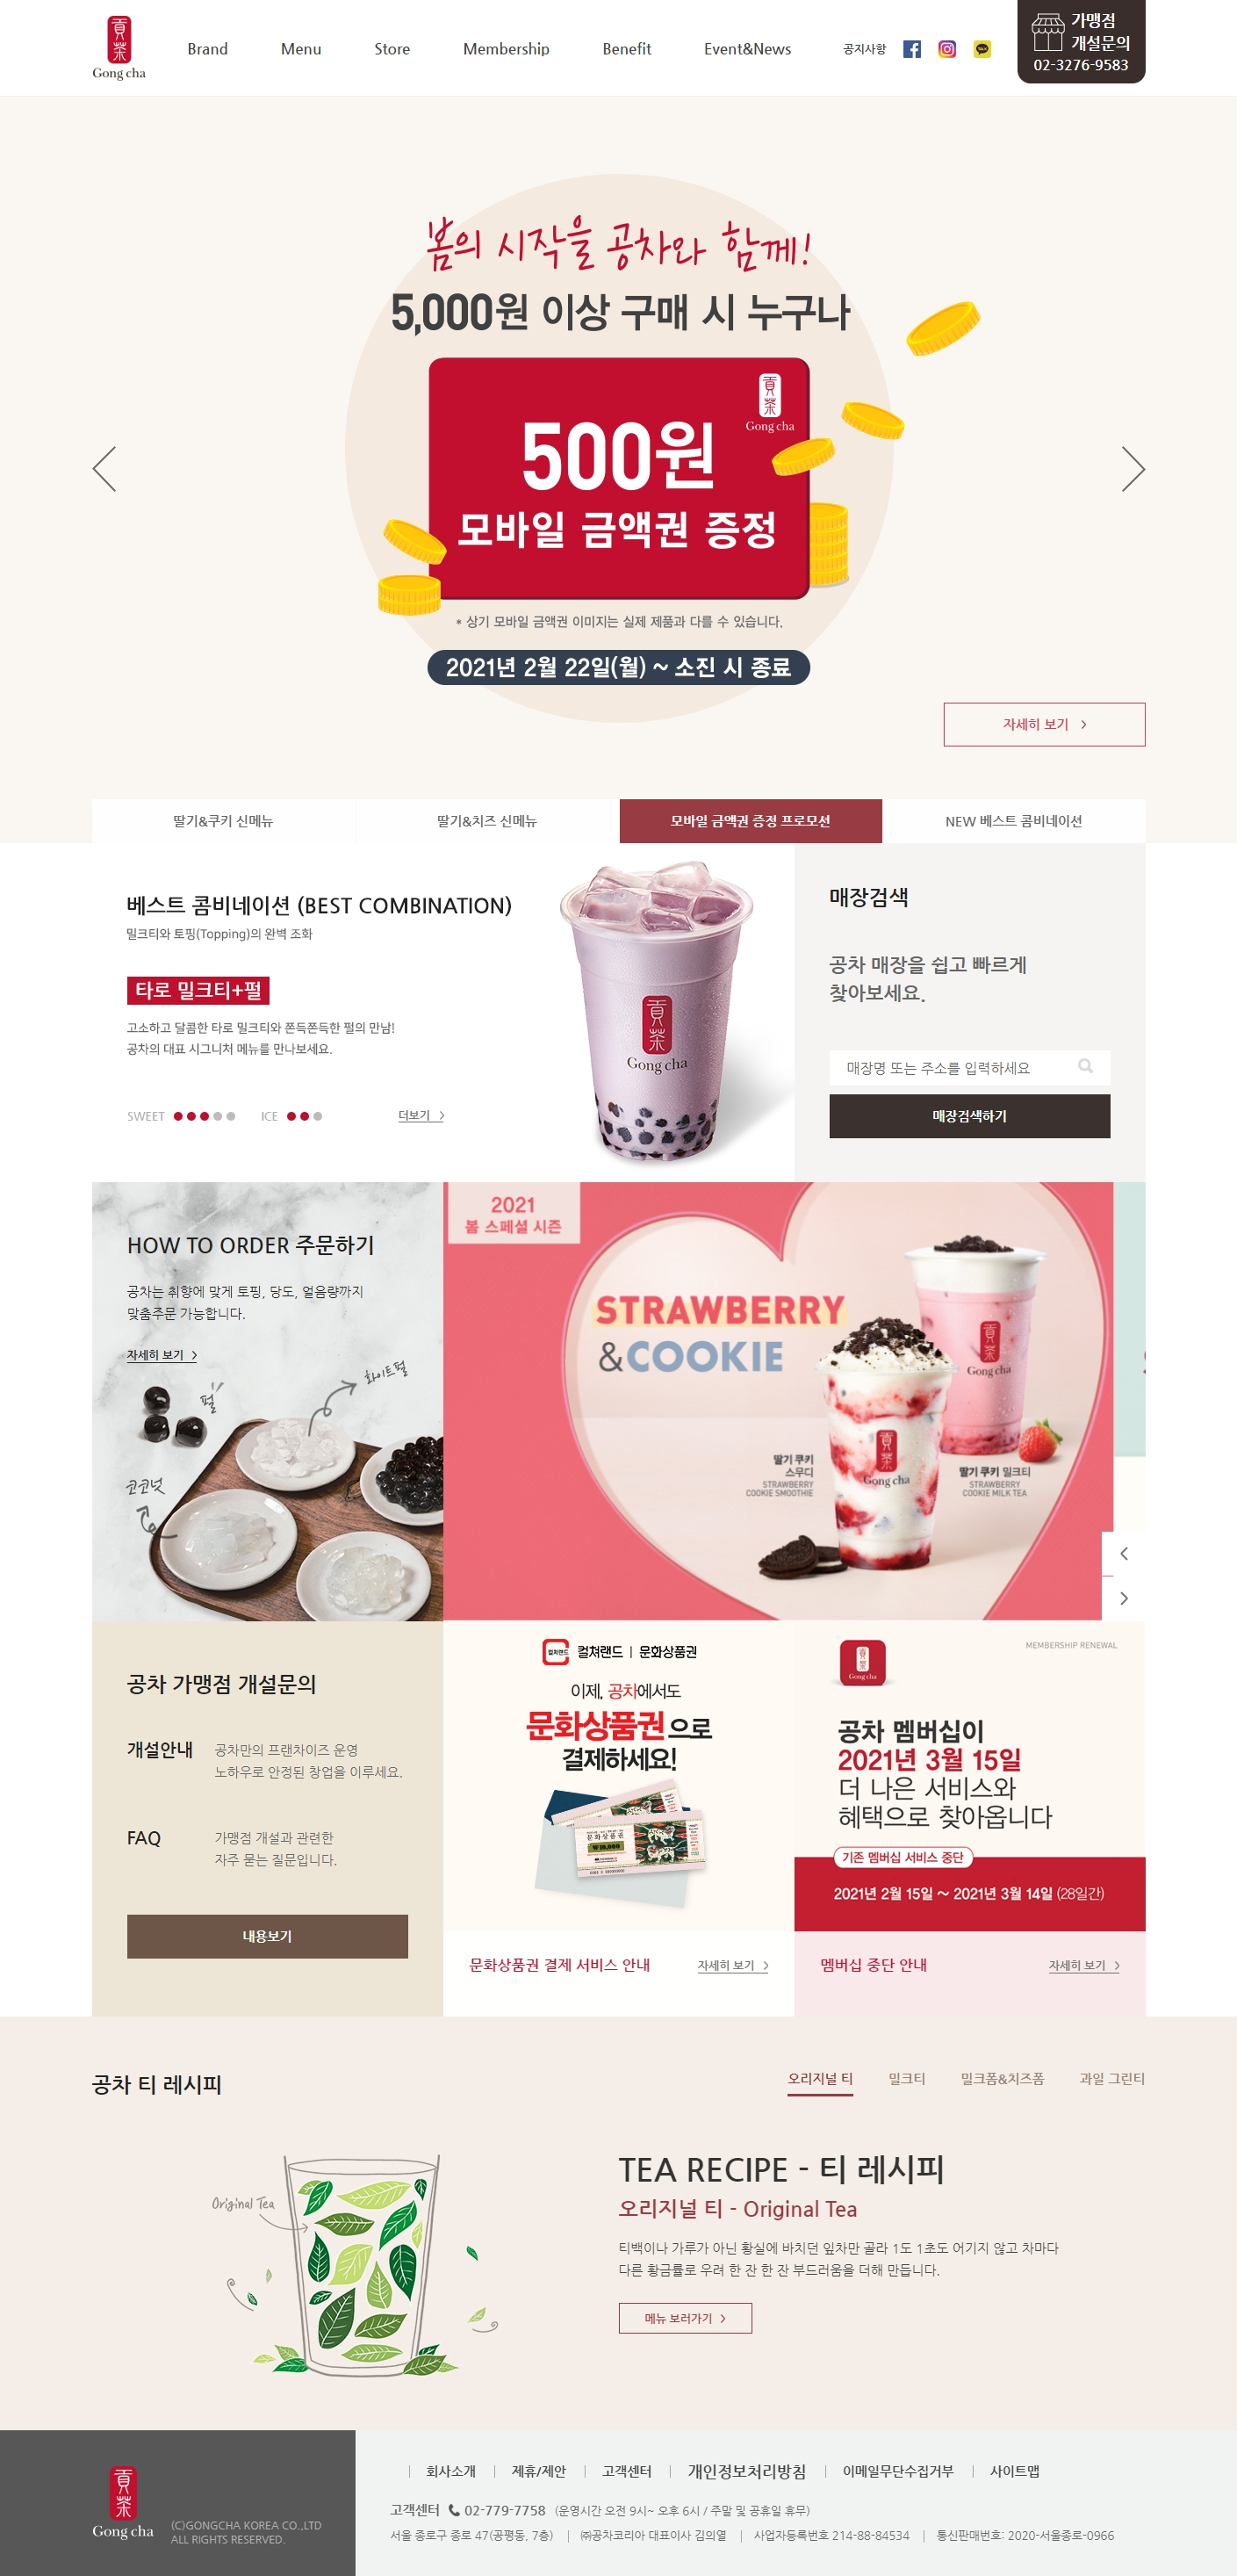 貢茶
Gong cha
Brand
Menu
Store
Membership
Benefit
Event&News
공지사항
가맹점
개설문의
02-3276-9583
봄의 시작을 공차와 함께!
5,000원 이상 구매 시 누구나
貢茶
Gong cha
500원
모바일 금액권 증정
* 상기 모바일 금액권 이미지는 실제 제품과 다를 수 있습니다.
2021년 2월 22일(월) ~ 소진 시 종료
자세히 보기
딸기&쿠키 신메뉴
딸기&치즈 신메뉴
모바일 금액권 증정 프로모션
NEW 베스트 콤비네이션
베스트 콤비네이션 (BEST COMBINATION)
밀크티와 토핑(Topping)의 완벽 조화
타로 밀크티+펄
고소하고 달콤한 타로 밀크티와 쫀득쫀득한 펄의 만남!
공차의 대표 시그니처 메뉴를 만나보세요.
SWEET
ICE
더보기
貢茶
Gong cha
매장검색
공차 매장을 쉽고 빠르게
찾아보세요.
매장명 또는 주소를 입력하세요
매장검색하기
HOW TO ORDER 주문하기
공차는 취향에 맞게 토핑, 당도, 얼음량까지
맞춤주문 가능합니다.
자세히 보기
화이트펄
펄
코코넛
2021
봄 스페셜 시즌
STRAWBERRY
&COOKIE
貢茶
Gong cha
貢茶
Gong cha
딸기 쿠키
스무디
STRAWBERRY
COOKIE SMOOTHIE
딸기 쿠키 밀크티
STRAWBERRY
COOKIE MILK TEA
공차 가맹점 개설문의
개설안내
공차만의 프랜차이즈 운영
노하우로 안정된 창업을 이루세요.
FAQ
가맹점 개설과 관련한
자주 묻는 질문입니다.
내용보기
컬쳐랜드
컬쳐랜드 | 문화상품권
이제, 공차에서도
문화상품권으로
결제하세요!
문화상품권
₩10,000
문화상품권 결제 서비스 안내
자세히 보기
貢茶
Gong cha
MEMBERSHIP RENEWAL
공차 멤버십이
2021년 3월 15일
더 나은 서비스와
혜택으로 찾아옵니다
기존 멤버십 서비스 중단
2021년 2월 15일 ~ 2021년 3월 14일 (28일간)
멤버십 중단 안내
자세히 보기
공차 티 레시피
오리지널 티
밀크티
밀크폼&치즈폼
과일 그린티
Original Tea
TEA RECIPE - 티 레시피
오리지널 티 - Original Tea
티백이나 가루가 아닌 황실에 바치던 잎차만 골라 1도 1초도 어기지 않고 차마다
다른 황금률로 우려 한 잔 한 잔 부드러움을 더해 만듭니다.
메뉴 보러가기
貢茶
Gong cha
(C)GONGCHA KOREA CO.,LTD
ALL RIGHTS RESERVED.
회사소개 | 제휴/제안 | 고객센터 | 개인정보처리방침 | 이메일무단수집거부 | 사이트맵
고객센터 02-779-7758 (운영시간 오전 9시~ 오후 6시 / 주말 및 공휴일 휴무)
서울 종로구 종로 47(공평동, 7층) | ㈜공차코리아 대표이사 김의열 | 사업자등록번호 214-88-84534 | 통신판매번호: 2020-서울종로-0966